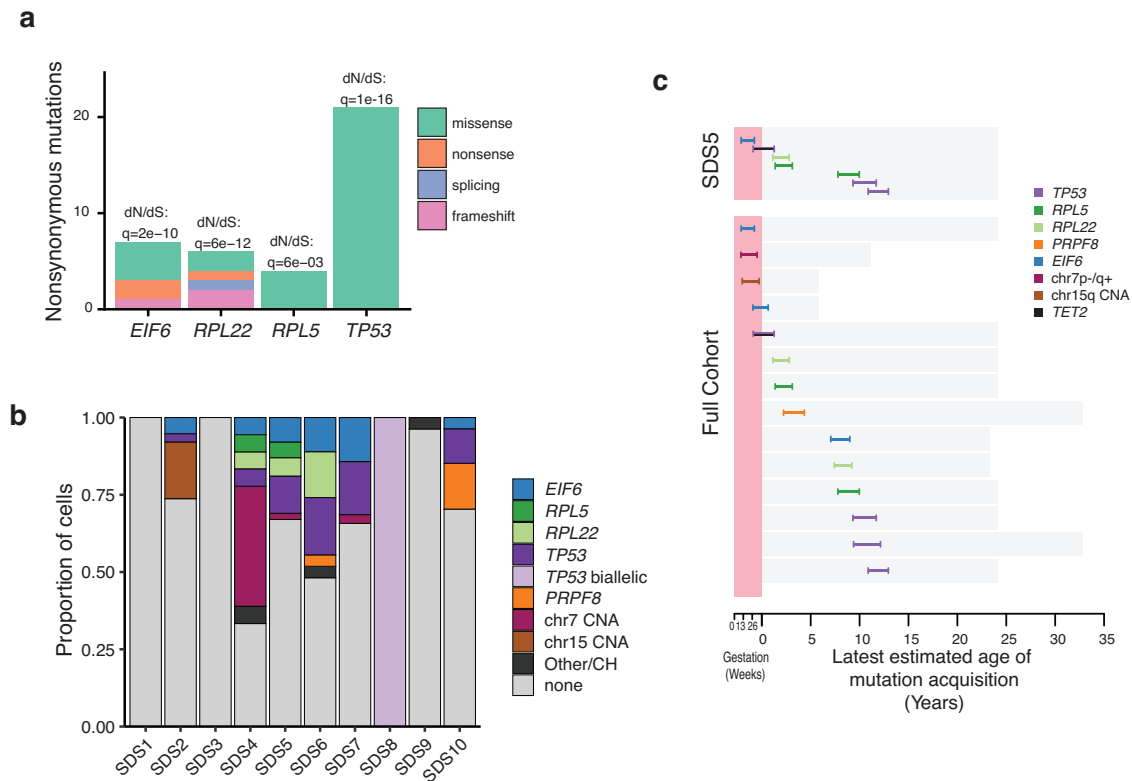 a
Nonsynonymous mutations
20
10
0
dN/dS:
q=2e-10
dN/dS:
q=6e-12
dN/dS:
q=6e-03
dN/dS:
q=1e-16
EIF6
RPL22
RPL5
TP53
missense
nonsense
splicing
frameshift
b
Proportion of cells
1.00
0.75
0.50
0.25
0.00
SDS1
SDS2
SDS3
SDS4
SDS5
SDS6
SDS7
SDS8
SDS9
SDS10
EIF6
RPL5
RPL22
TP53
TP53 biallelic
PRPF8
chr7 CNA
chr15 CNA
Other/CH
none
c
SDS5
Full Cohort
TP53
RPL5
RPL22
PRPF8
EIF6
chr7p-/q+
chr15q CNA
TET2
0 13 26
0
5
10
15
20
25
30
35
Gestation
(Weeks)
Latest estimated age of
mutation acquisition
(Years)